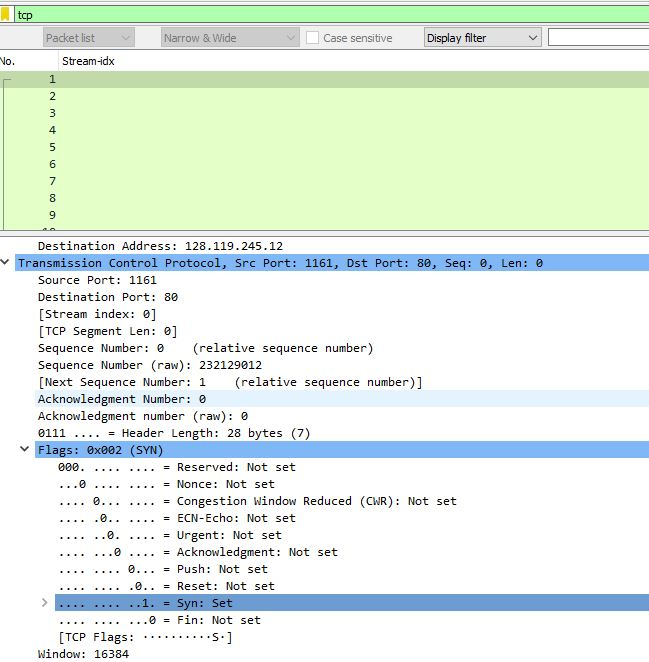 tcp
Packet list Narrow & Wide Case sensitive Display filter
No. Stream-idx
1
2
3
4
5
6
7
8
9
Destination Address: 128.119.245.12
Transmission Control Protocol, Src Port: 1161, Dst Port: 80, Seq: 0, Len: 0
Source Port: 1161
Destination Port: 80
[Stream index: 0]
[TCP Segment Len: 0]
Sequence Number: 0    (relative sequence number)
Sequence Number (raw): 232129012
[Next Sequence Number: 1    (relative sequence number)]
Acknowledgment Number: 0
Acknowledgment number (raw): 0
0111 .... = Header Length: 28 bytes (7)
Flags: 0x002 (SYN)
000. .... .... = Reserved: Not set
...0 .... .... = Nonce: Not set
.... 0... .... = Congestion Window Reduced (CWR): Not set
.... .0.. .... = ECN-Echo: Not set
.... ..0. .... = Urgent: Not set
.... ...0 .... = Acknowledgment: Not set
.... .... 0... = Push: Not set
.... .... .0.. = Reset: Not set
.... .... ..1. = Syn: Set
.... .... ...0 = Fin: Not set
[TCP Flags: ··········S·]
Window: 16384